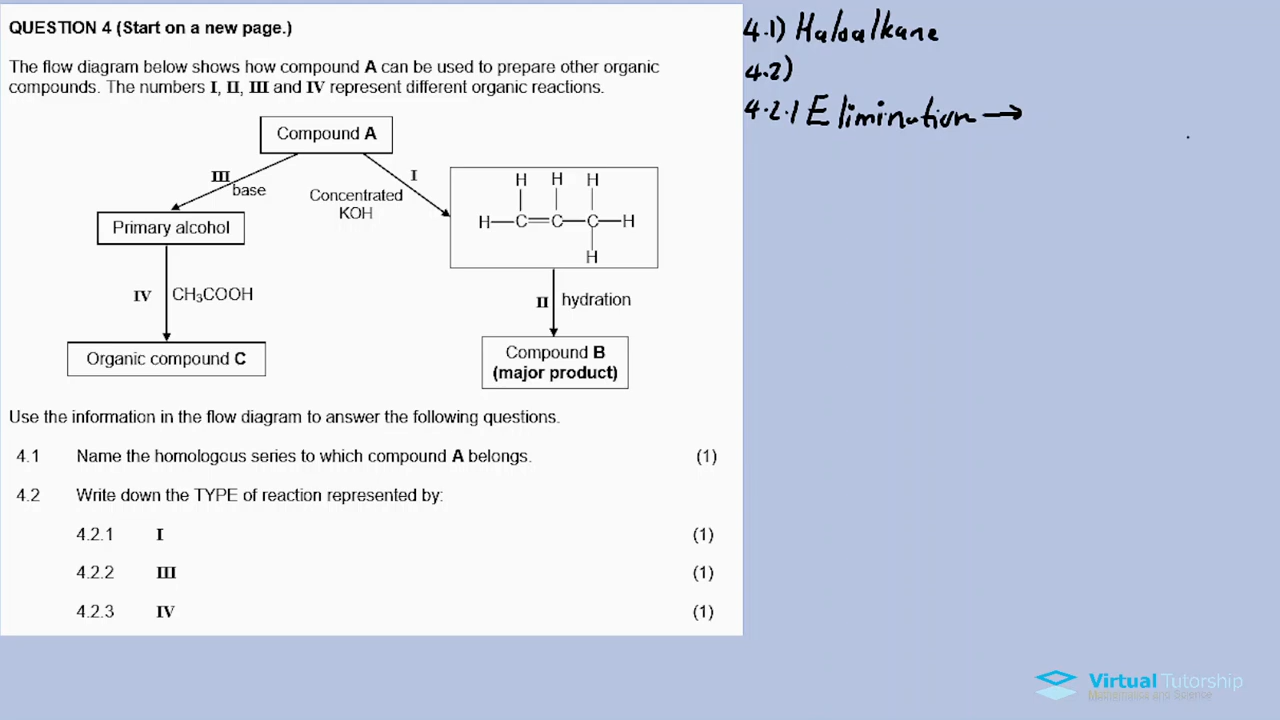 QUESTION 4 (Start on a new page.)
The flow diagram below shows how compound A can be used to prepare other organic
compounds. The numbers I, II, III and IV represent different organic reactions.
Compound A
III
base
I
Concentrated
KOH
Primary alcohol
H H H
H—C=C—C—H
H
IV CH₃COOH
II hydration
Organic compound C
Compound B
(major product)
Use the information in the flow diagram to answer the following questions.
4.1 Name the homologous series to which compound A belongs. (1)
4.2 Write down the TYPE of reaction represented by:
4.2.1 I (1)
4.2.2 III (1)
4.2.3 IV (1)
4.1) Haloalkane
4.2)
4.2.1 Elimination →
Virtual Tutorship
Mathematics and Science